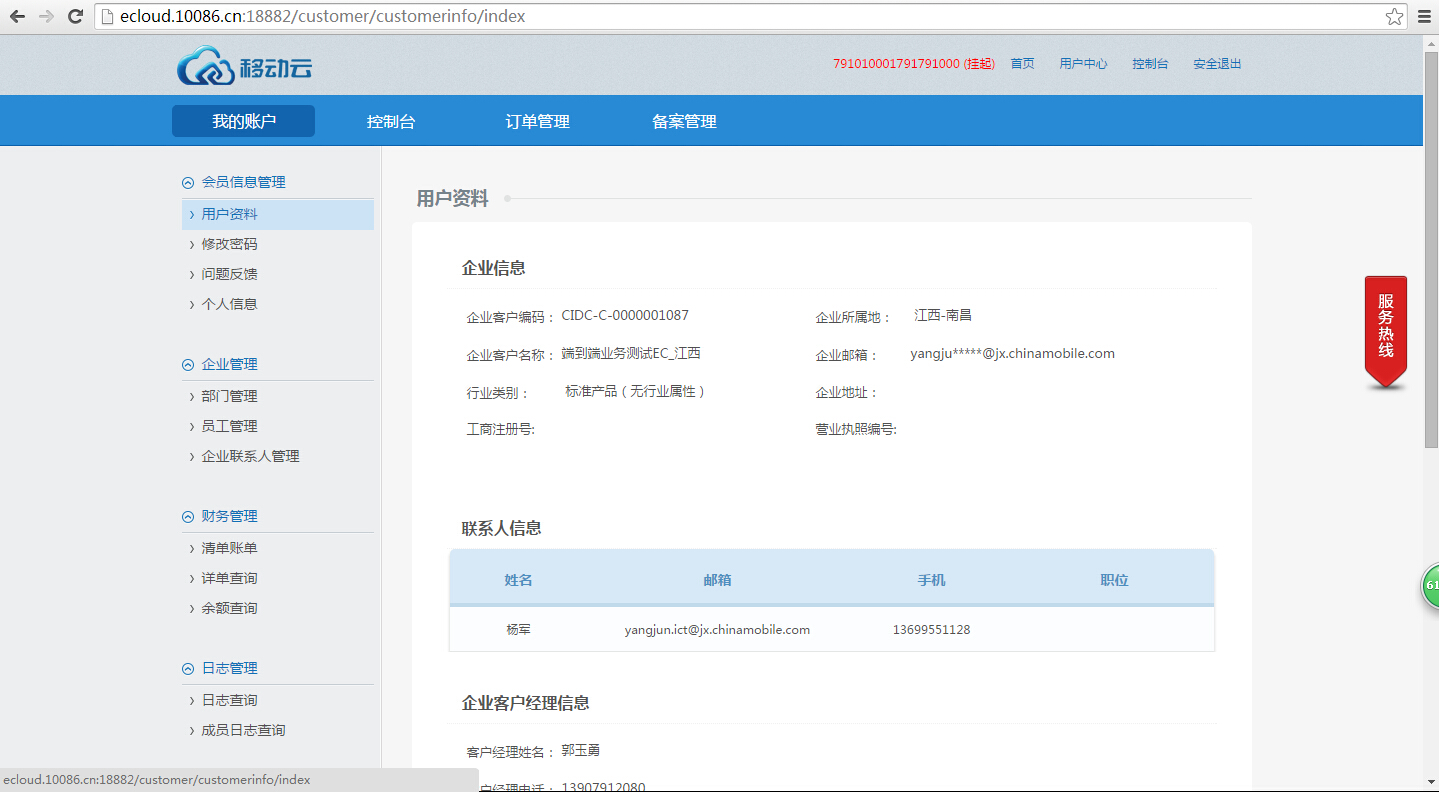 ecloud.10086.cn:18882/customer/customerinfo/index
移动云
791010001791791000 (挂起) 首页 用户中心 控制台 安全退出
我的账户 控制台 订单管理 备案管理
会员信息管理
用户资料
修改密码
问题反馈
个人信息
企业管理
部门管理
员工管理
企业联系人管理
财务管理
清单账单
详单查询
余额查询
日志管理
日志查询
成员日志查询
用户资料
企业信息
企业客户编码： CIDC-C-0000001087 企业所属地： 江西-南昌
企业客户名称： 端到端业务测试EC_江西 企业邮箱： yangju*****@jx.chinamobile.com
行业类别： 标准产品（无行业属性） 企业地址：
工商注册号: 营业执照编号:
联系人信息
姓名 邮箱 手机 职位
杨军 yangjun.ict@jx.chinamobile.com 13699551128
企业客户经理信息
客户经理姓名： 郭玉勇
户经理电话： 13907912080
服务热线
61
ecloud.10086.cn:18882/customer/customerinfo/index